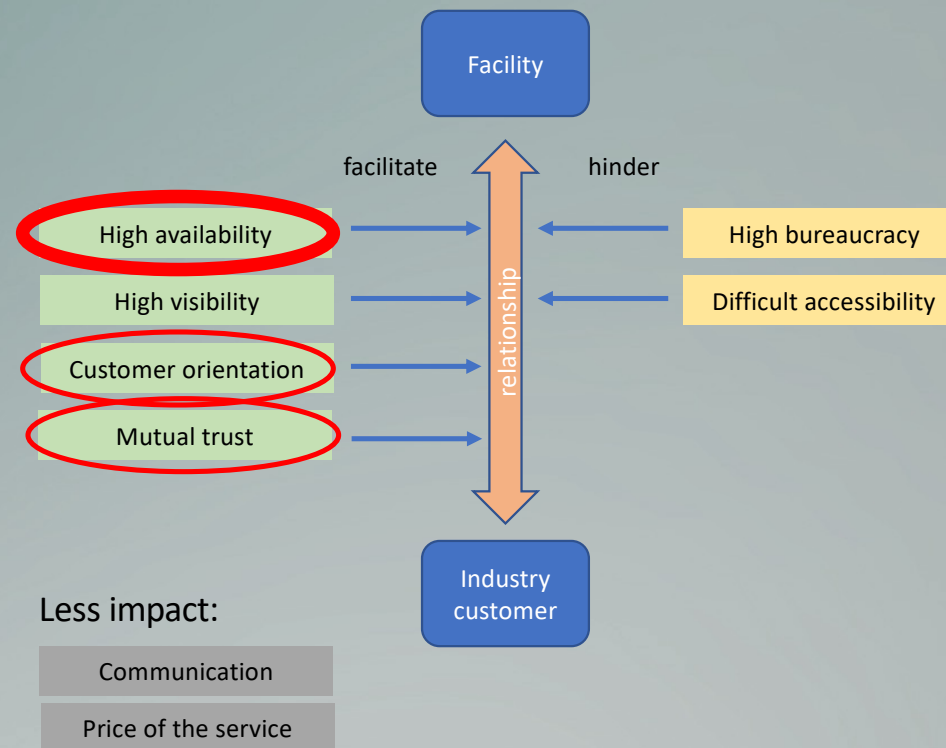 Facility
facilitate
hinder
High availability
High bureaucracy
High visibility
Difficult accessibility
relationship
Customer orientation
Mutual trust
Industry
customer
Less impact:
Communication
Price of the service